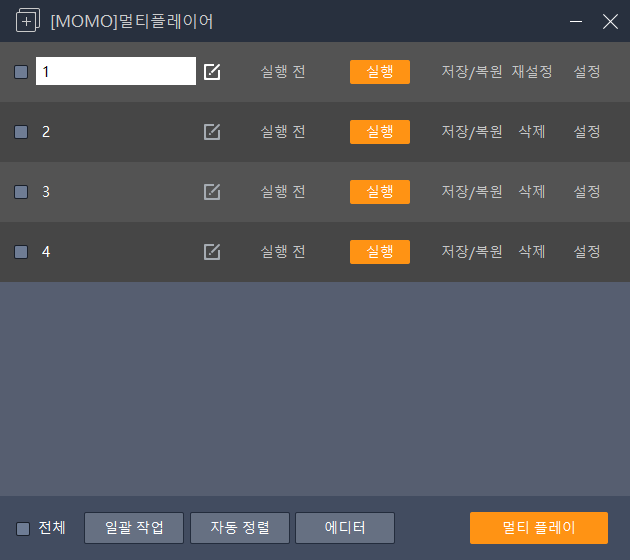 [MOMO]멀티플레이어
1 실행 전 실행 저장/복원 재설정 설정
2 실행 전 실행 저장/복원 삭제 설정
3 실행 전 실행 저장/복원 삭제 설정
4 실행 전 실행 저장/복원 삭제 설정
전체 일괄 작업 자동 정렬 에디터 멀티 플레이